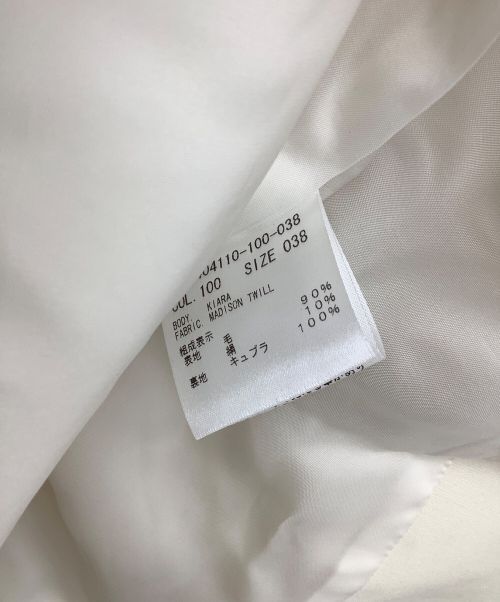 04110-100-038
COL. 100 SIZE 038
BODY. KIARA
FABRIC. MADISON TWILL
組成表示
表地 毛 90%
絹 10%
裏地 キュプラ 100%